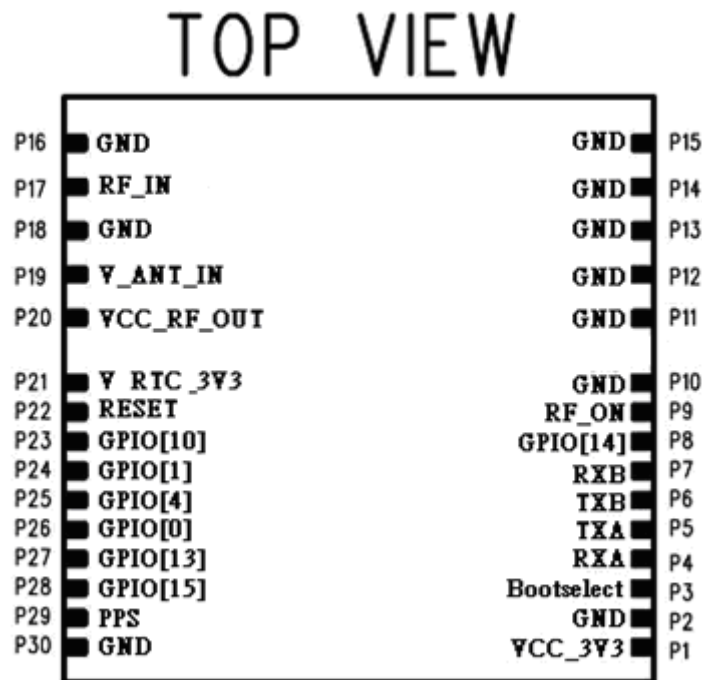 TOP VIEW
P16 GND GND P15
P17 RF_IN GND P14
P18 GND GND P13
P19 V_ANT_IN GND P12
P20 VCC_RF_OUT GND P11
P21 V RTC_3V3 GND P10
P22 RESET RF_ON P9
P23 GPIO[10] GPIO[14] P8
P24 GPIO[1] RXB P7
P25 GPIO[4] TXB P6
P26 GPIO[0] TXA P5
P27 GPIO[13] RXA P4
P28 GPIO[15] Bootselect P3
P29 PPS GND P2
P30 GND VCC_3V3 P1